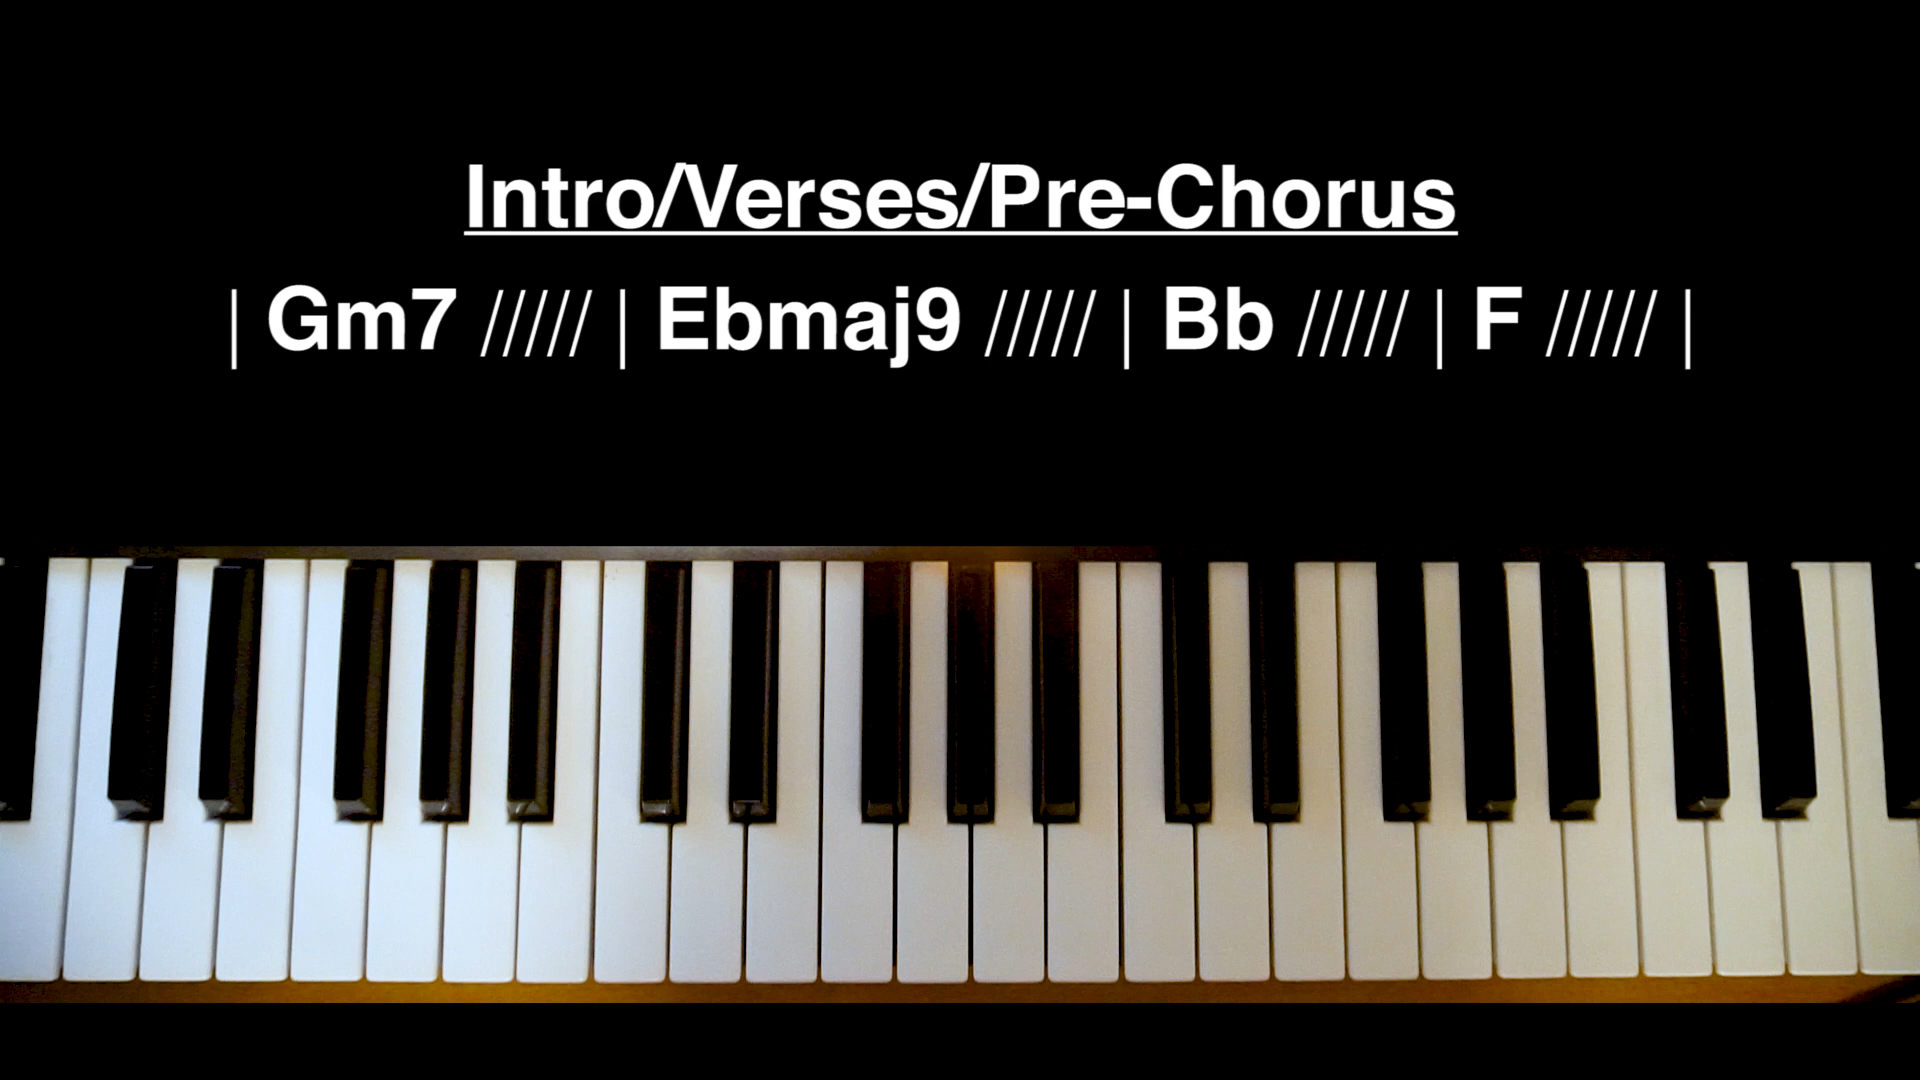 Intro/Verses/Pre-Chorus
| Gm7 ///// | Ebmaj9 ///// | Bb ///// | F ///// |